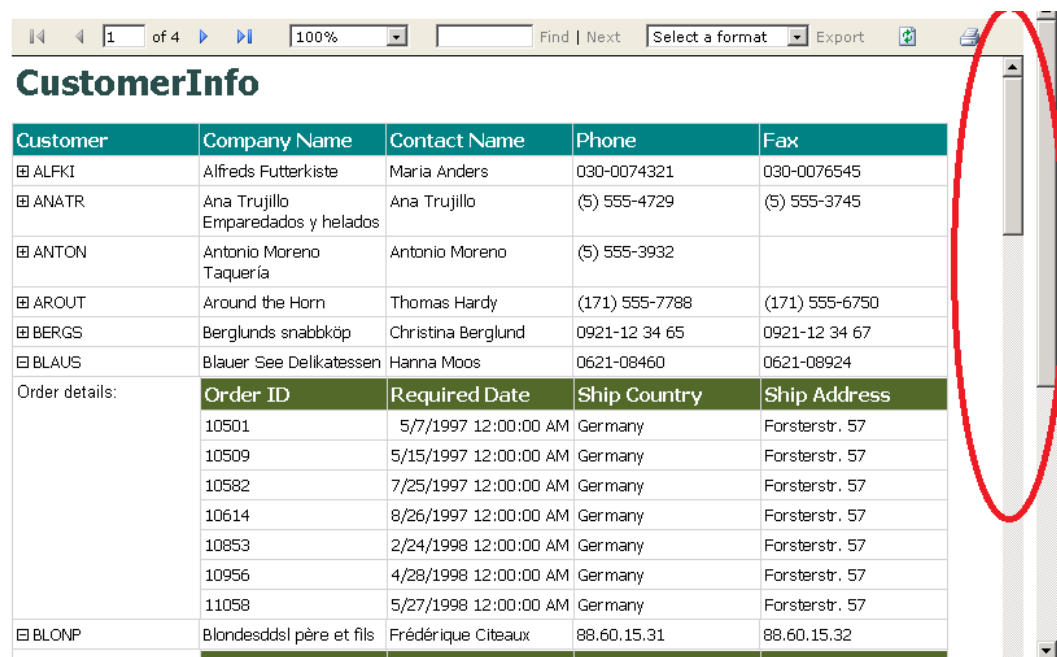 1 of 4 100% Find | Next Select a format Export
CustomerInfo
Customer Company Name Contact Name Phone Fax
ALFKI Alfreds Futterkiste Maria Anders 030-0074321 030-0076545
ANATR Ana Trujillo Ana Trujillo (5) 555-4729 (5) 555-3745
Emparedados y helados
ANTON Antonio Moreno Antonio Moreno (5) 555-3932
Taquería
AROUT Around the Horn Thomas Hardy (171) 555-7788 (171) 555-6750
BERGS Berglunds snabbköp Christina Berglund 0921-12 34 65 0921-12 34 67
BLAUS Blauer See Delikatessen Hanna Moos 0621-08460 0621-08924
Order details: Order ID Required Date Ship Country Ship Address
10501 5/7/1997 12:00:00 AM Germany Forsterstr. 57
10509 5/15/1997 12:00:00 AM Germany Forsterstr. 57
10582 7/25/1997 12:00:00 AM Germany Forsterstr. 57
10614 8/26/1997 12:00:00 AM Germany Forsterstr. 57
10853 2/24/1998 12:00:00 AM Germany Forsterstr. 57
10956 4/28/1998 12:00:00 AM Germany Forsterstr. 57
11058 5/27/1998 12:00:00 AM Germany Forsterstr. 57
BLONP Blondesddsl père et fils Frédérique Citeaux 88.60.15.31 88.60.15.32